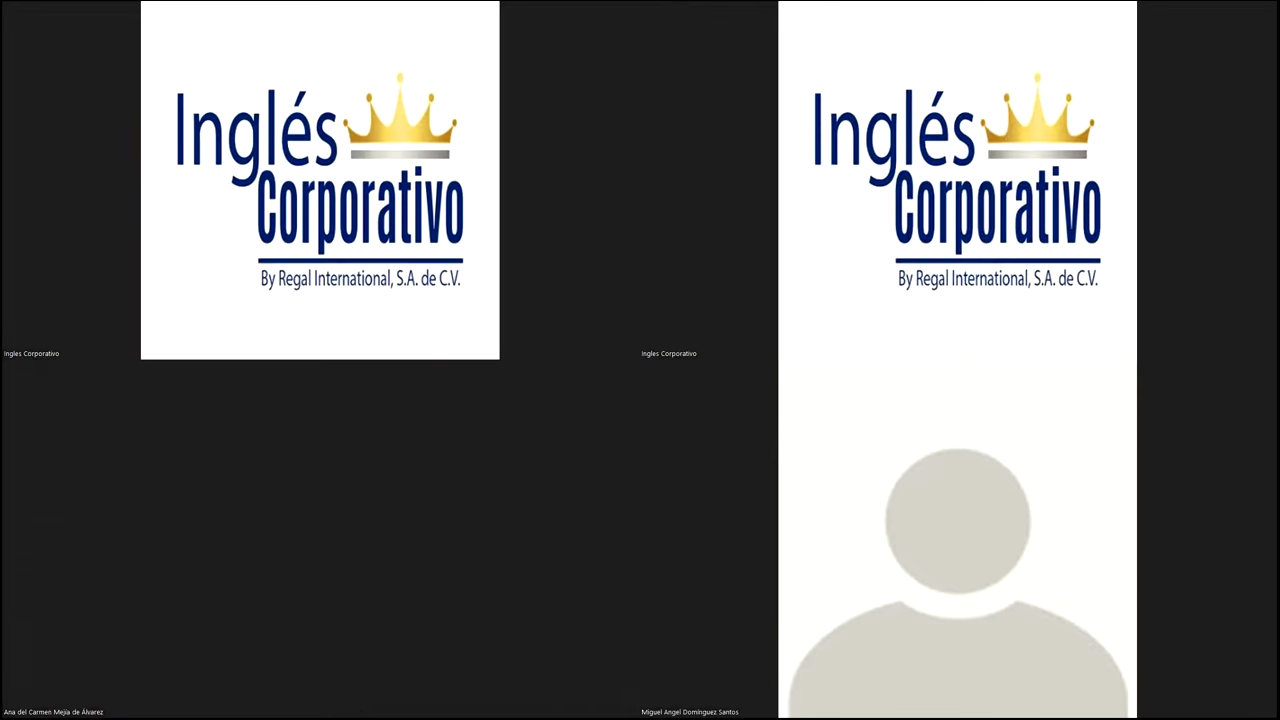 Inglés
Corporativo
By Regal International, S.A. de C.V.
Ingles Corporativo
Inglés
Corporativo
By Regal International, S.A. de C.V.
Ingles Corporativo
Ana del Carmen Mejía de Álvarez
Miguel Angel Dominguez Santos